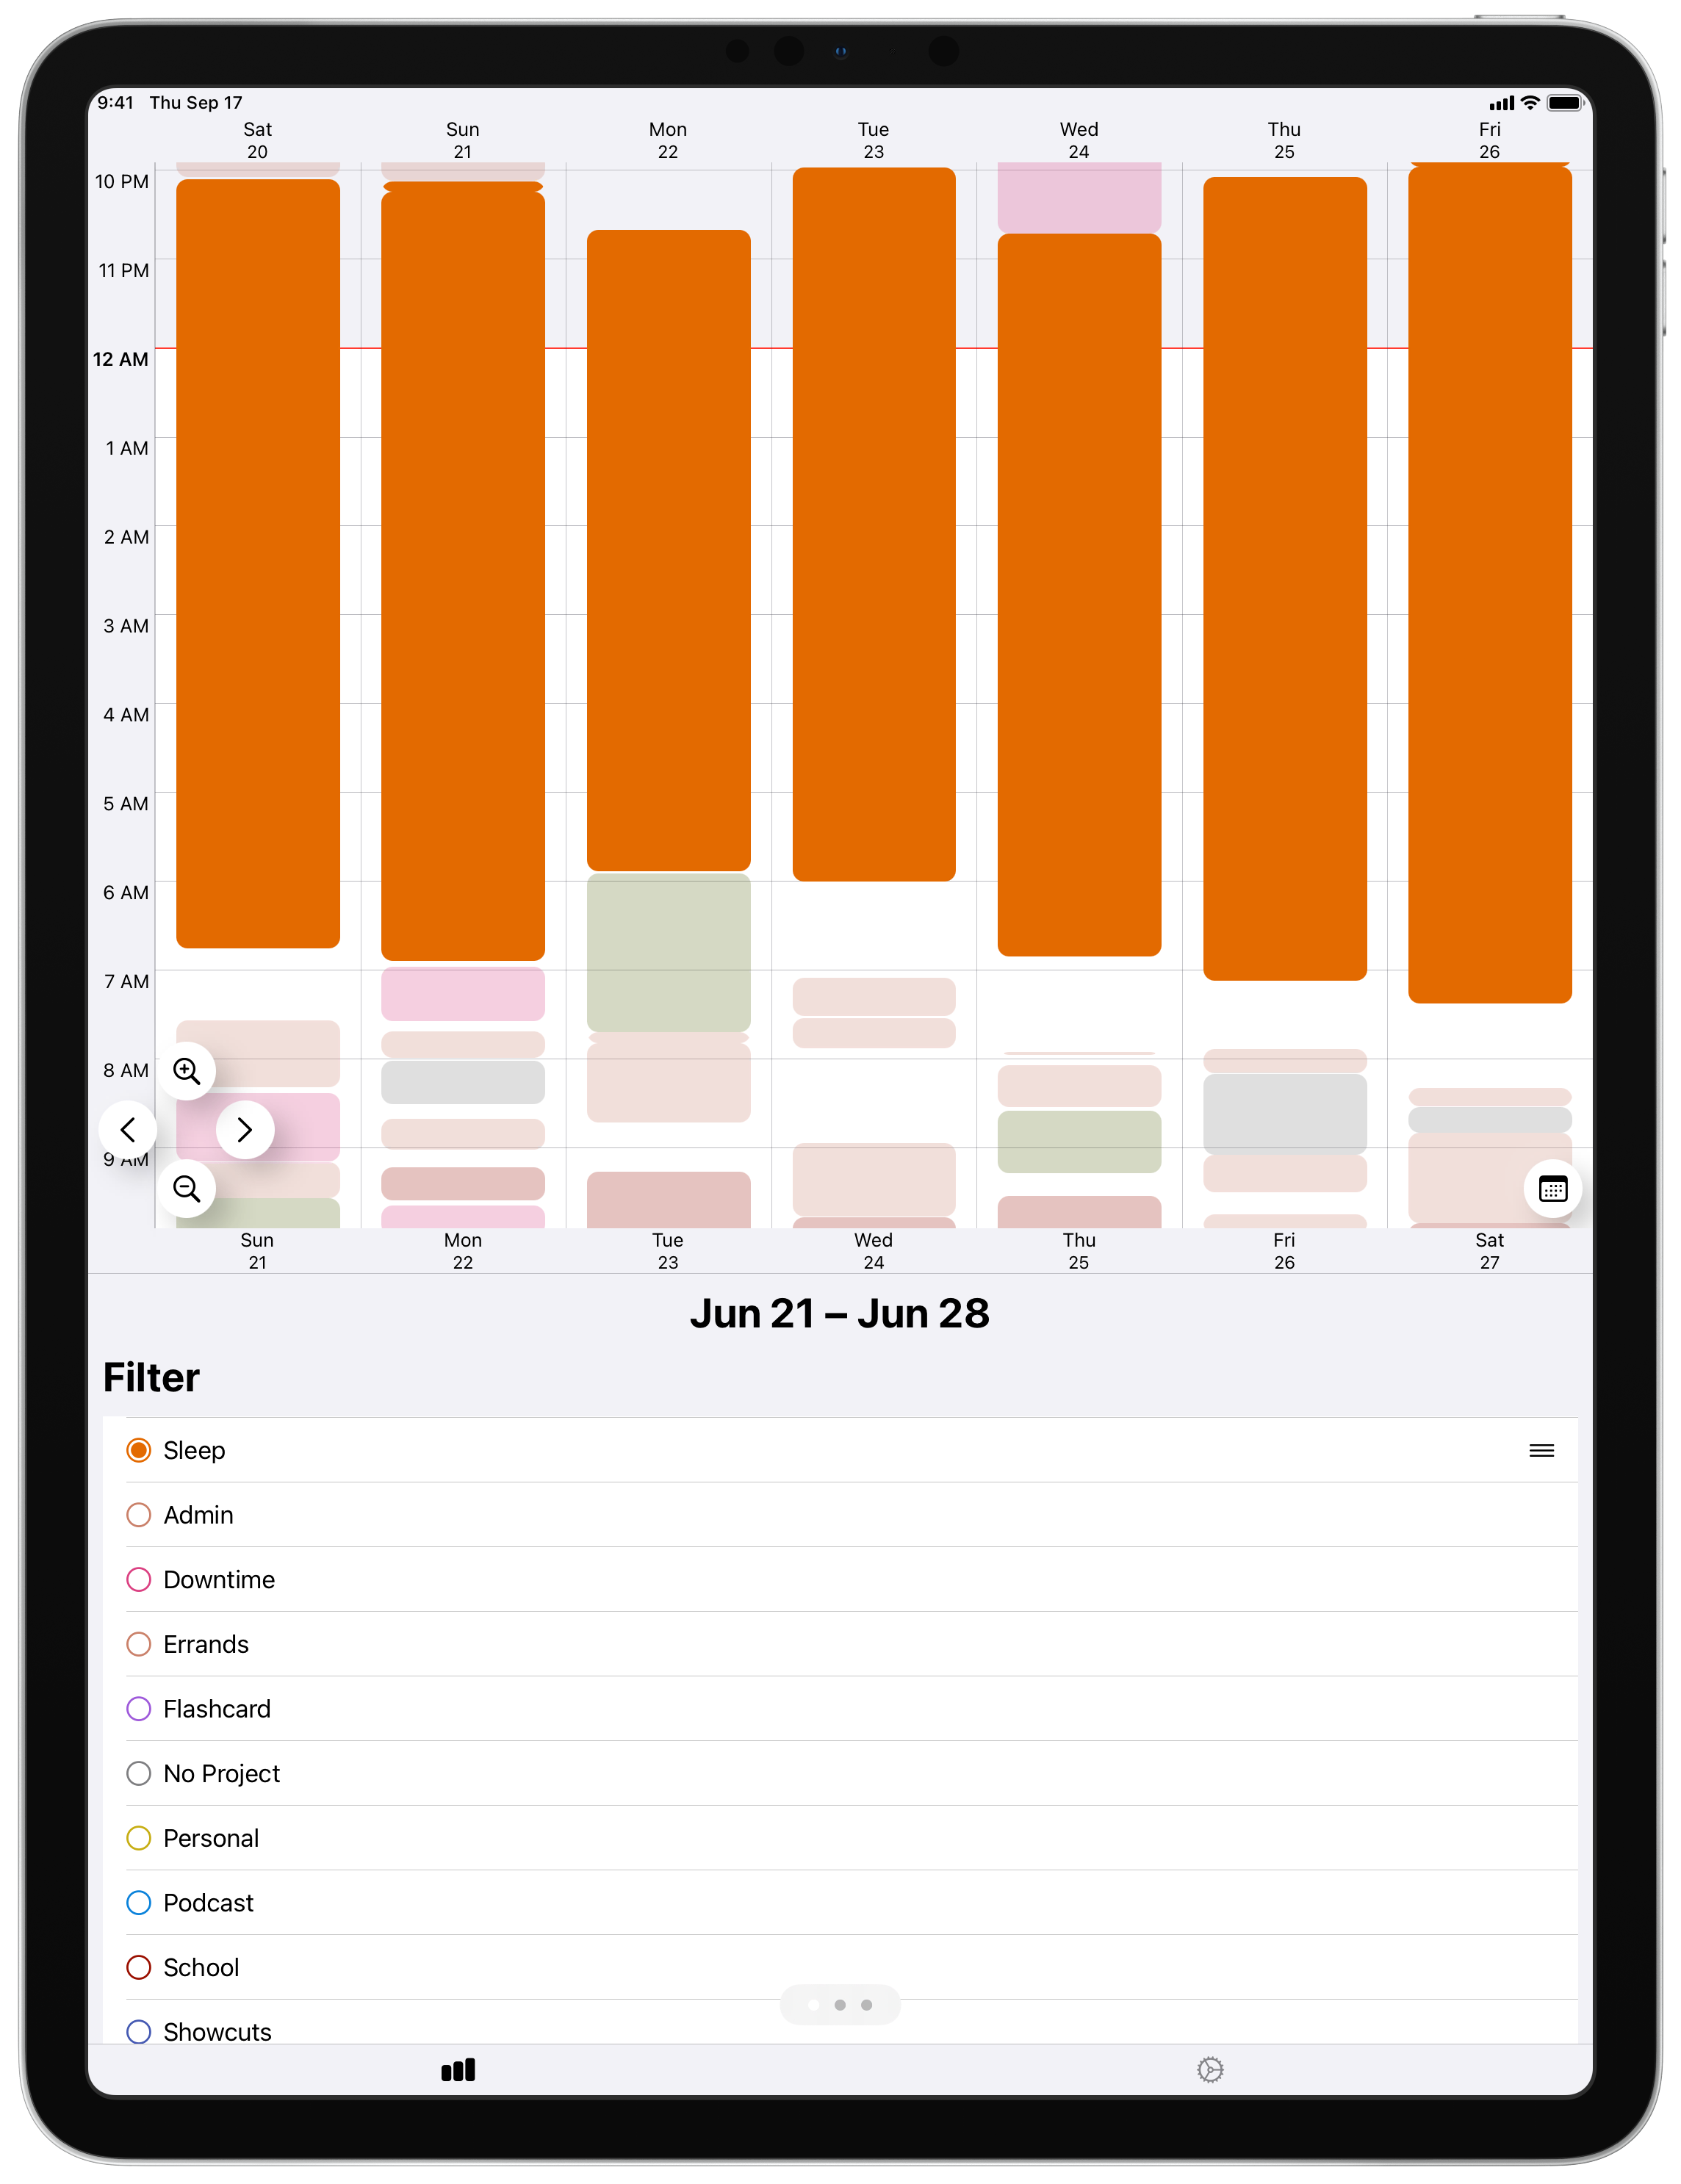 9:41 Thu Sep 17
Sat Sun Mon Tue Wed Thu Fri
20 21 22 23 24 25 26
10 PM
11 PM
12 AM
1 AM
2 AM
3 AM
4 AM
5 AM
6 AM
7 AM
8 AM
9 AM
Sun Mon Tue Wed Thu Fri Sat
21 22 23 24 25 26 27
Jun 21 – Jun 28
Filter
Sleep
Admin
Downtime
Errands
Flashcard
No Project
Personal
Podcast
School
Showcuts